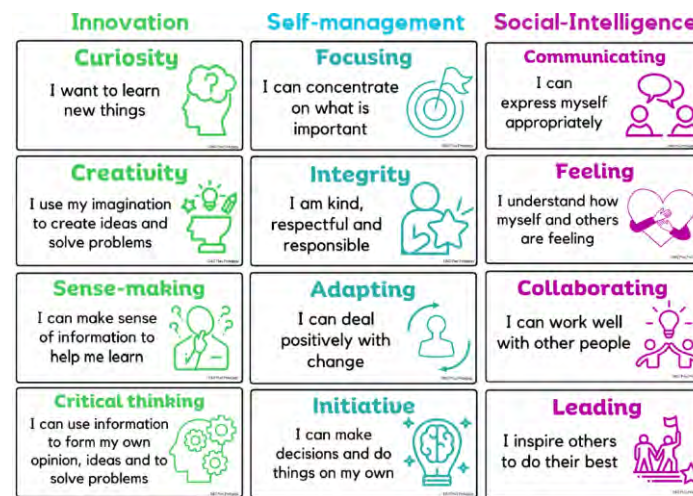 Innovation
Self-management
Social-Intelligence
Curiosity
I want to learn
new things
Focusing
I can concentrate
on what is
important
Communicating
I can
express myself
appropriately
Creativity
I use my imagination
to create ideas and
solve problems
Integrity
I am kind,
respectful and
responsible
Feeling
I understand how
myself and others
are feeling
Sense-making
I can make sense
of information to
help me learn
Adapting
I can deal
positively with
change
Collaborating
I can work well
with other people
Critical thinking
I can use information
to form my own
opinion, ideas and to
solve problems
Initiative
I can make
decisions and do
things on my own
Leading
I inspire others
to do their best